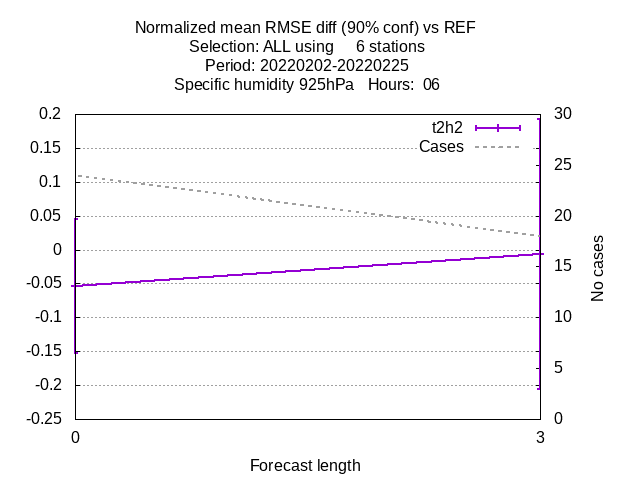 Normalized mean RMSE diff (90% conf) vs REF
Selection: ALL using     6 stations
Period: 20220202-20220225
Specific humidity 925hPa   Hours:  06
0.2
0.15
0.1
0.05
0
-0.05
-0.1
-0.15
-0.2
-0.25
30
25
20
15
10
5
0
t2h2
Cases
No cases
0
3
Forecast length